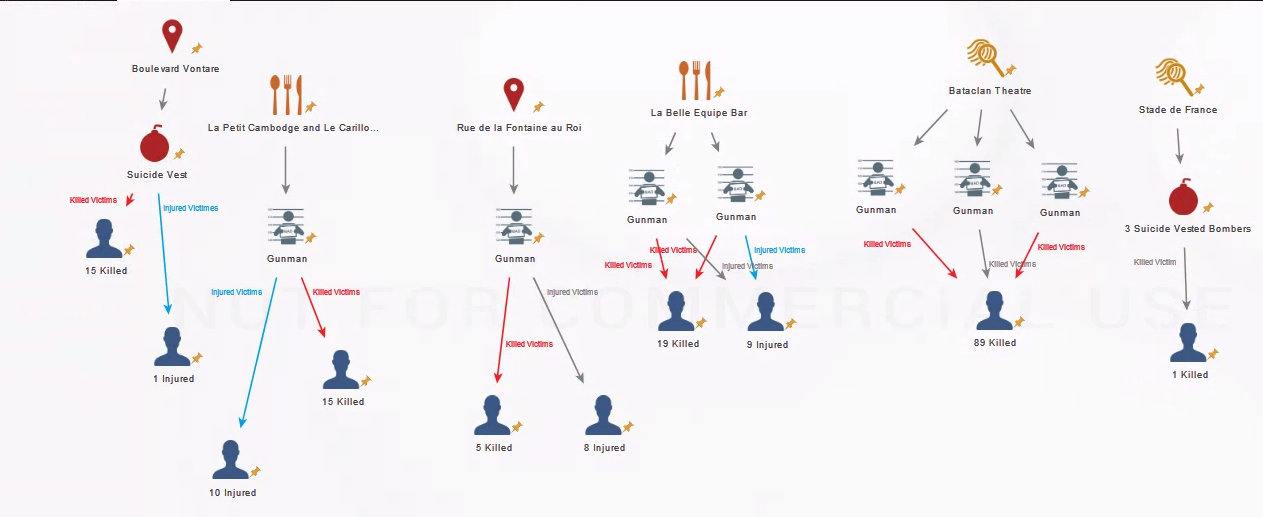 Boulevard Vontare
Suicide Vest
Killed Victims
Injured Victimes
15 Killed
1 Injured
La Petit Cambodge and Le Carillo...
Gunman
Injured Victims
Killed Victims
15 Killed
10 Injured
Rue de la Fontaine au Roi
Gunman
Injured Victims
Killed Victims
5 Killed
8 Injured
La Belle Equipe Bar
Gunman
Gunman
Killed Victims
Injured Victims
Killed Victims
Injured Victims
19 Killed
9 Injured
Bataclan Theatre
Gunman
Gunman
Gunman
Killed Victims
Killed Victims
Killed Victims
89 Killed
Stade de France
3 Suicide Vested Bombers
Killed Victim
1 Killed
NOT FOR COMMERCIAL USE